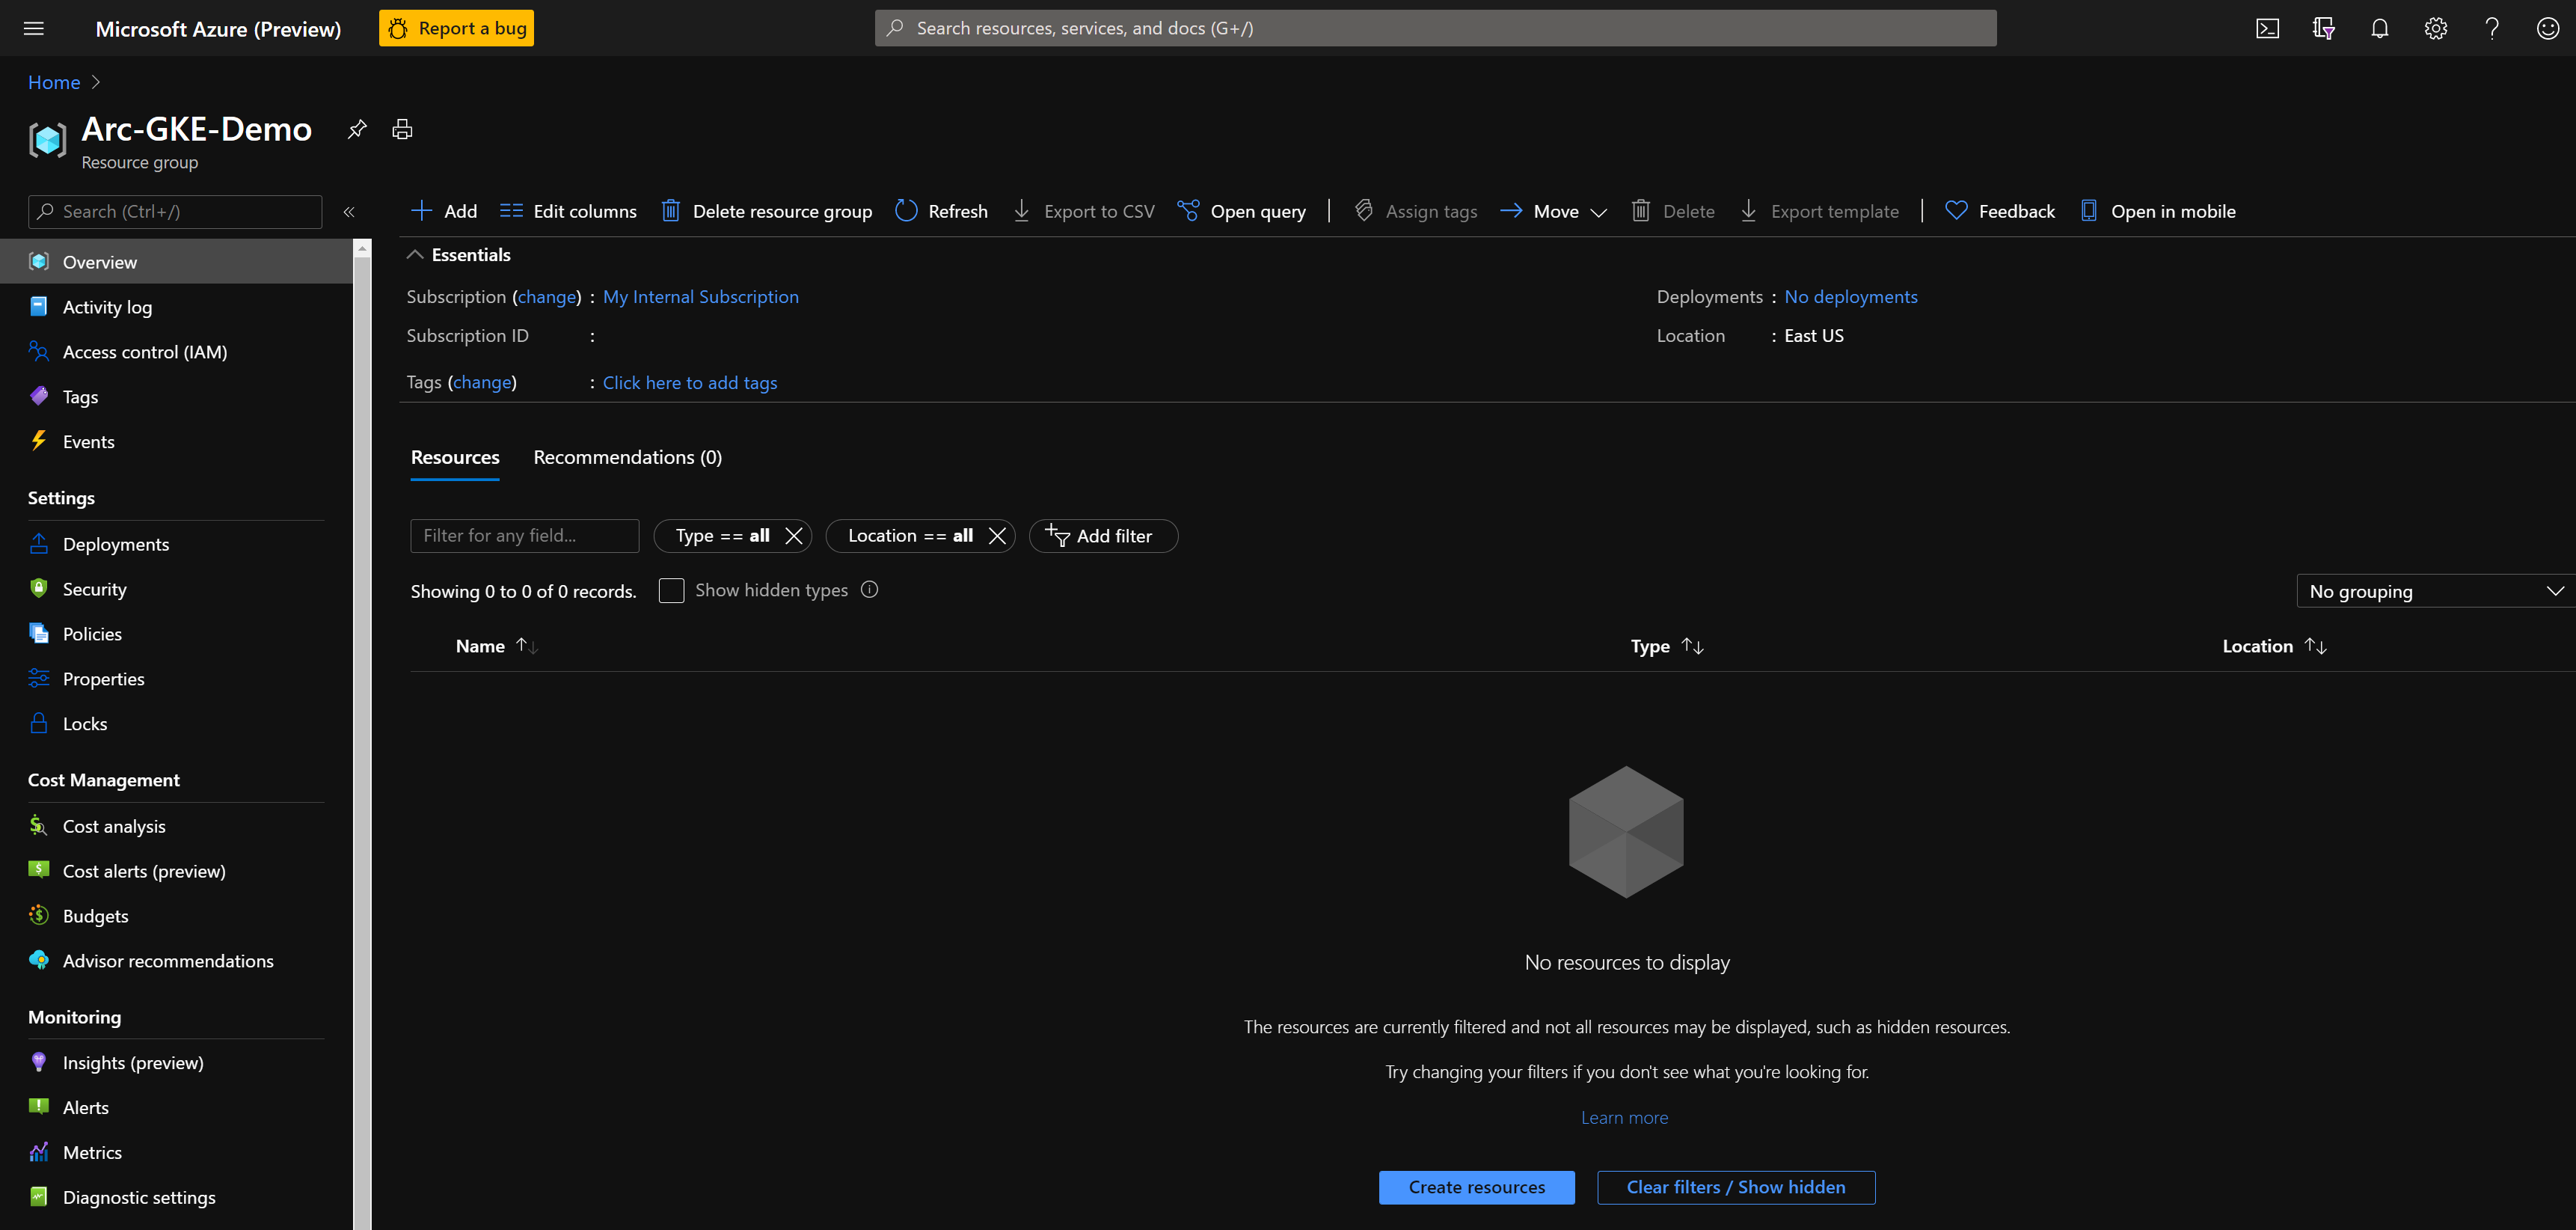 Microsoft Azure (Preview)
Report a bug
Search resources, services, and docs (G+/)
Home
Arc-GKE-Demo
Resource group
Search (Ctrl+/)
Add
Edit columns
Delete resource group
Refresh
Export to CSV
Open query
Assign tags
Move
Delete
Export template
Feedback
Open in mobile
Overview
Activity log
Access control (IAM)
Tags
Events
Settings
Deployments
Security
Policies
Properties
Locks
Cost Management
Cost analysis
Cost alerts (preview)
Budgets
Advisor recommendations
Monitoring
Insights (preview)
Alerts
Metrics
Diagnostic settings
Essentials
Subscription (change) : My Internal Subscription
Subscription ID :
Tags (change) : Click here to add tags
Deployments : No deployments
Location : East US
Resources
Recommendations (0)
Filter for any field...
Type == all
Location == all
Add filter
Showing 0 to 0 of 0 records.
Show hidden types
No grouping
Name
Type
Location
No resources to display
The resources are currently filtered and not all resources may be displayed, such as hidden resources.
Try changing your filters if you don't see what you're looking for.
Learn more
Create resources
Clear filters / Show hidden